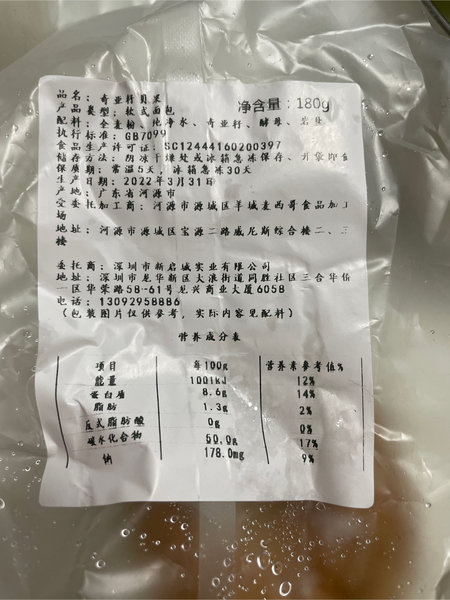 品名：奇亚籽贝果
净含量：180g
产品类型：软式面包
配料：全麦粉、纯净水、奇亚籽、酵母、岩盐
执行标准：GB7099
食品生产许可证：SC12444160200397
储存方法：阴凉干燥处或冰箱急冻保存、开袋即食
保质期：常温5天，冰箱急冻30天
生产日期：2022年3月31日
产地：广东省河源市
受委托加工商：河源市源城区羊城麦西哥食品加工
场
地址：河源市源城区宝源二路威尼斯综合楼二、三
楼
委托商：深圳市新启城实业有限公司
地址：深圳市龙华新区大浪街道同胜社区三合华侨
一区华荣路58-61号龙兴商业大厦6058
电话：13092958886
（包装图片仅供参考，实际内容见配料）
营养成分表
项目 每100g 营养素参考值%
能量 1001kJ 12%
蛋白质 8.6g 14%
脂肪 1.3g 2%
反式脂肪酸 0g 0%
碳水化合物 50.0g 17%
钠 178.0mg 9%